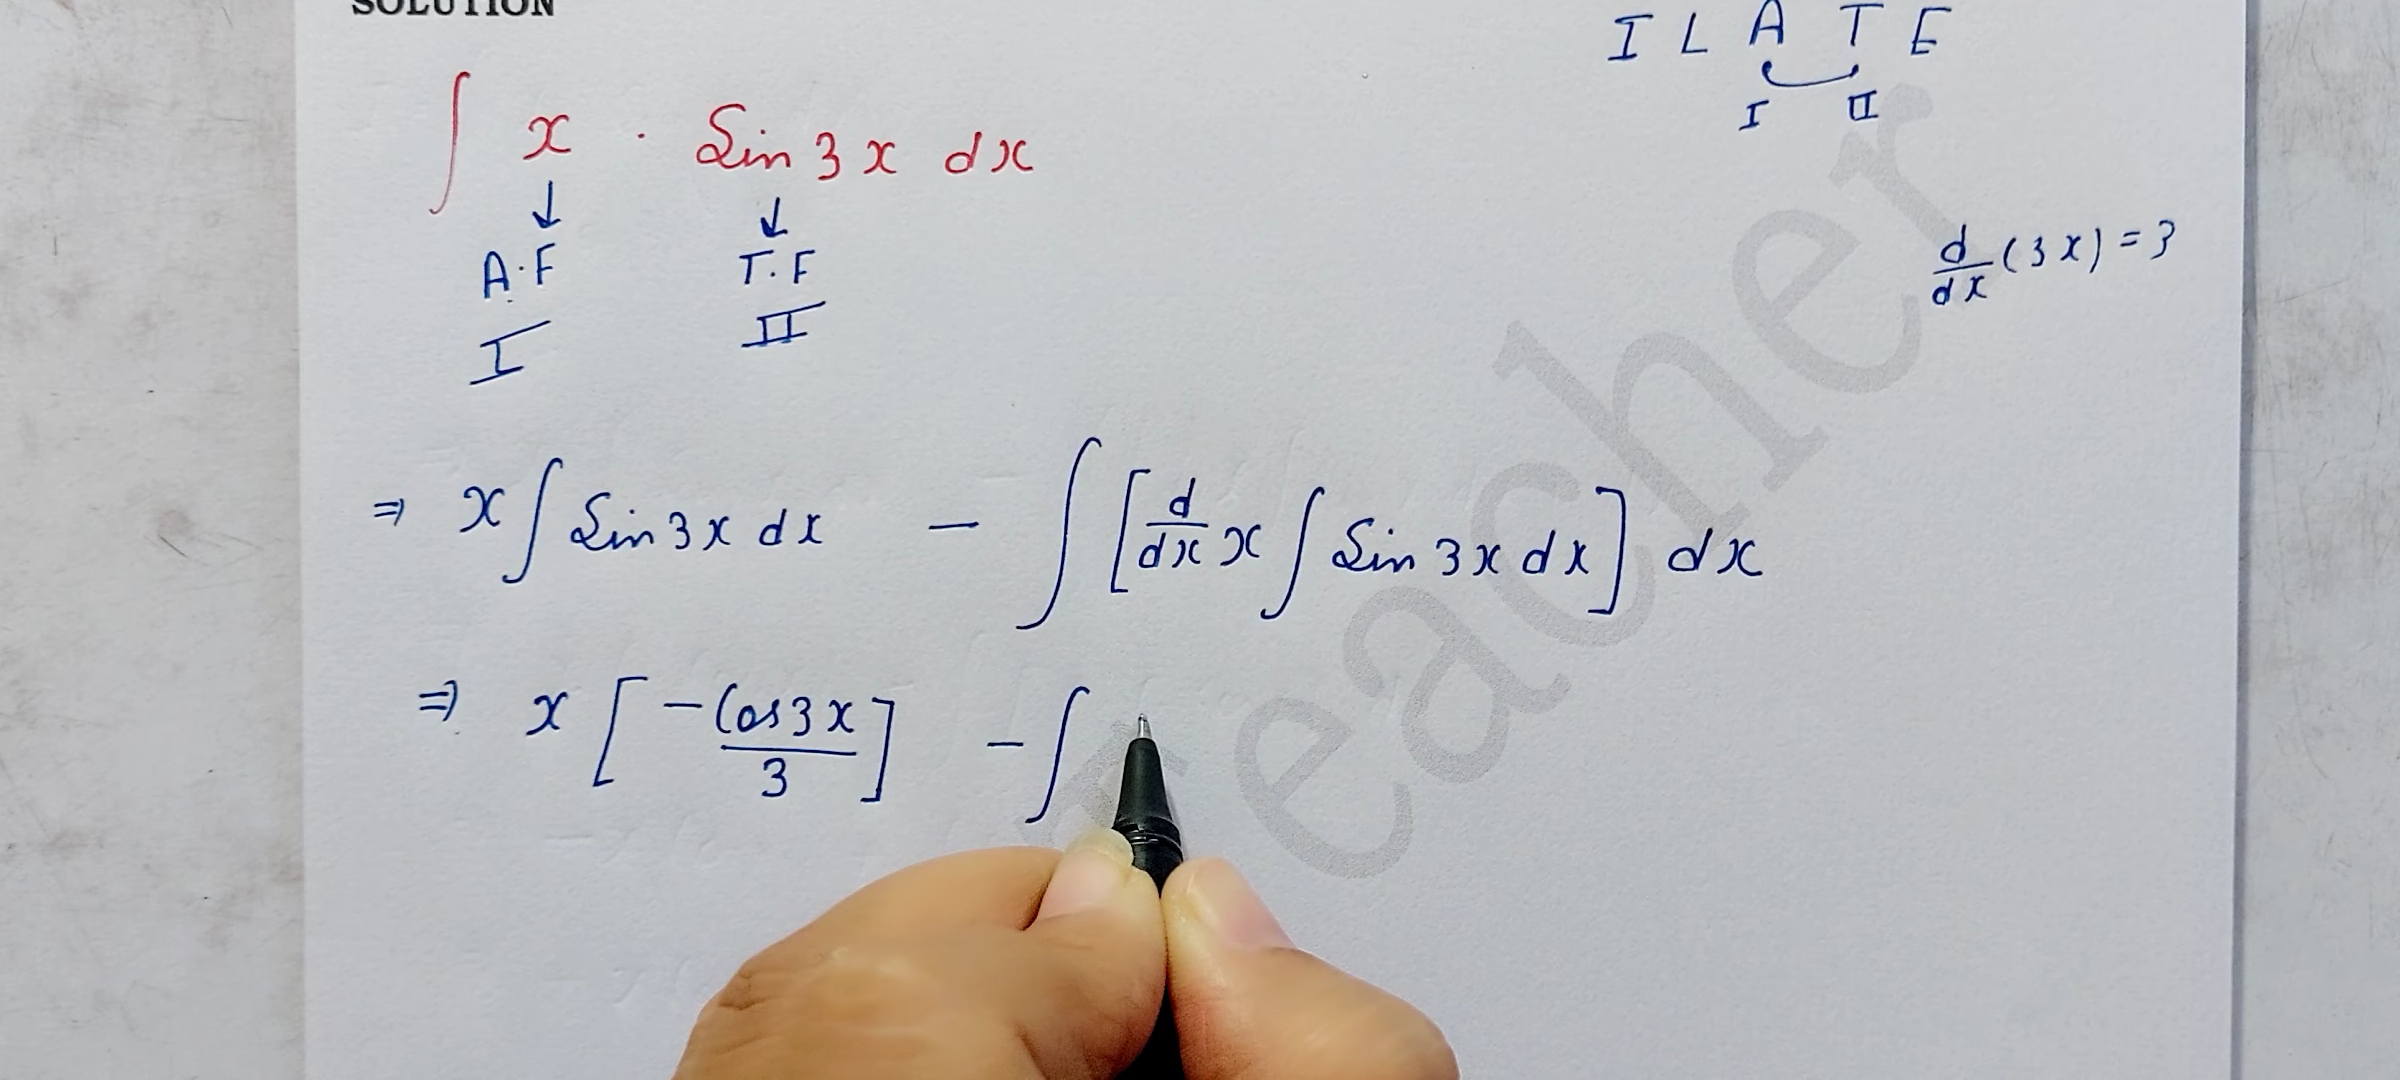 SOLUTION
I L A T E
I II
∫ x · Sin 3x dx
A.F T.F
I II
d/dx (3x) = 3
⇒ x ∫ Sin 3x dx - ∫ [d/dx x ∫ Sin 3x dx] dx
⇒ x [-Cos 3x / 3] - ∫
Teacher